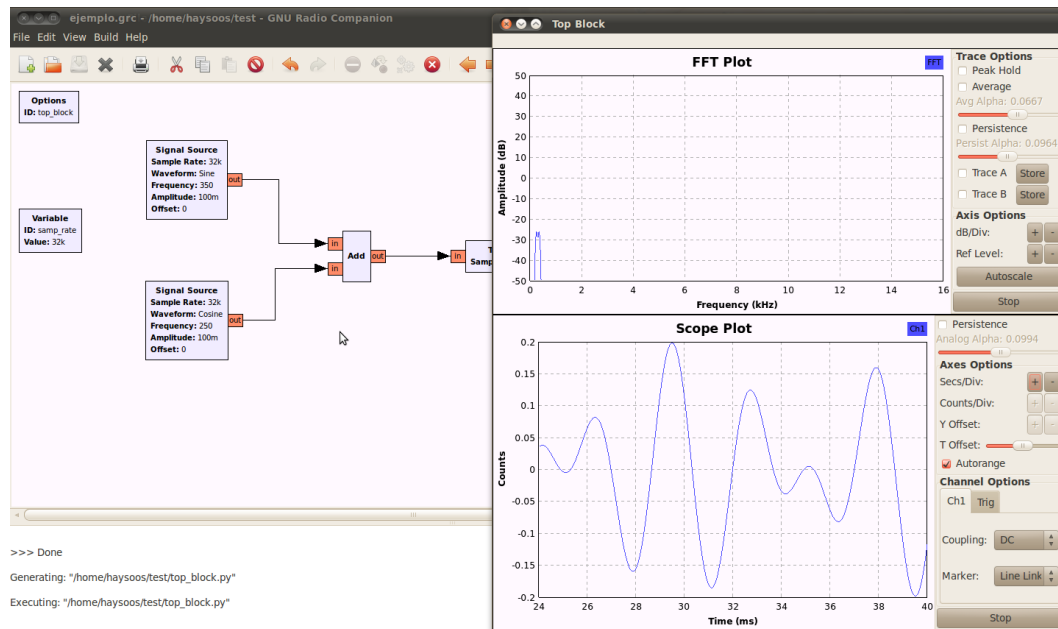 ejemplo.grc - /home/haysoos/test - GNU Radio Companion
File Edit View Build Help
Options
ID: top_block
Variable
ID: samp_rate
Value: 32k
Signal Source
Sample Rate: 32k
Waveform: Sine
Frequency: 350
Amplitude: 100m
Offset: 0
out
Signal Source
Sample Rate: 32k
Waveform: Cosine
Frequency: 250
Amplitude: 100m
Offset: 0
out
in
in
Add
out
in
T
Samp
>>> Done
Generating: "/home/haysoos/test/top_block.py"
Executing: "/home/haysoos/test/top_block.py"
Top Block
FFT Plot
FFT
Amplitude (dB)
50
40
30
20
10
0
-10
-20
-30
-40
-50
0 2 4 6 8 10 12 14 16
Frequency (kHz)
Trace Options
Peak Hold
Average
Avg Alpha: 0.0667
Persistence
Persist Alpha: 0.0964
Trace A Store
Trace B Store
Axis Options
dB/Div: + -
Ref Level: + -
Autoscale
Stop
Scope Plot
Ch1
Counts
0.2
0.15
0.1
0.05
0
-0.05
-0.1
-0.15
-0.2
24 26 28 30 32 34 36 38 40
Time (ms)
Persistence
Analog Alpha: 0.0994
Axes Options
Secs/Div: + -
Counts/Div: + -
Y Offset: + -
T Offset:
Autorange
Channel Options
Ch1 Trig
Coupling: DC
Marker: Line Link
Stop